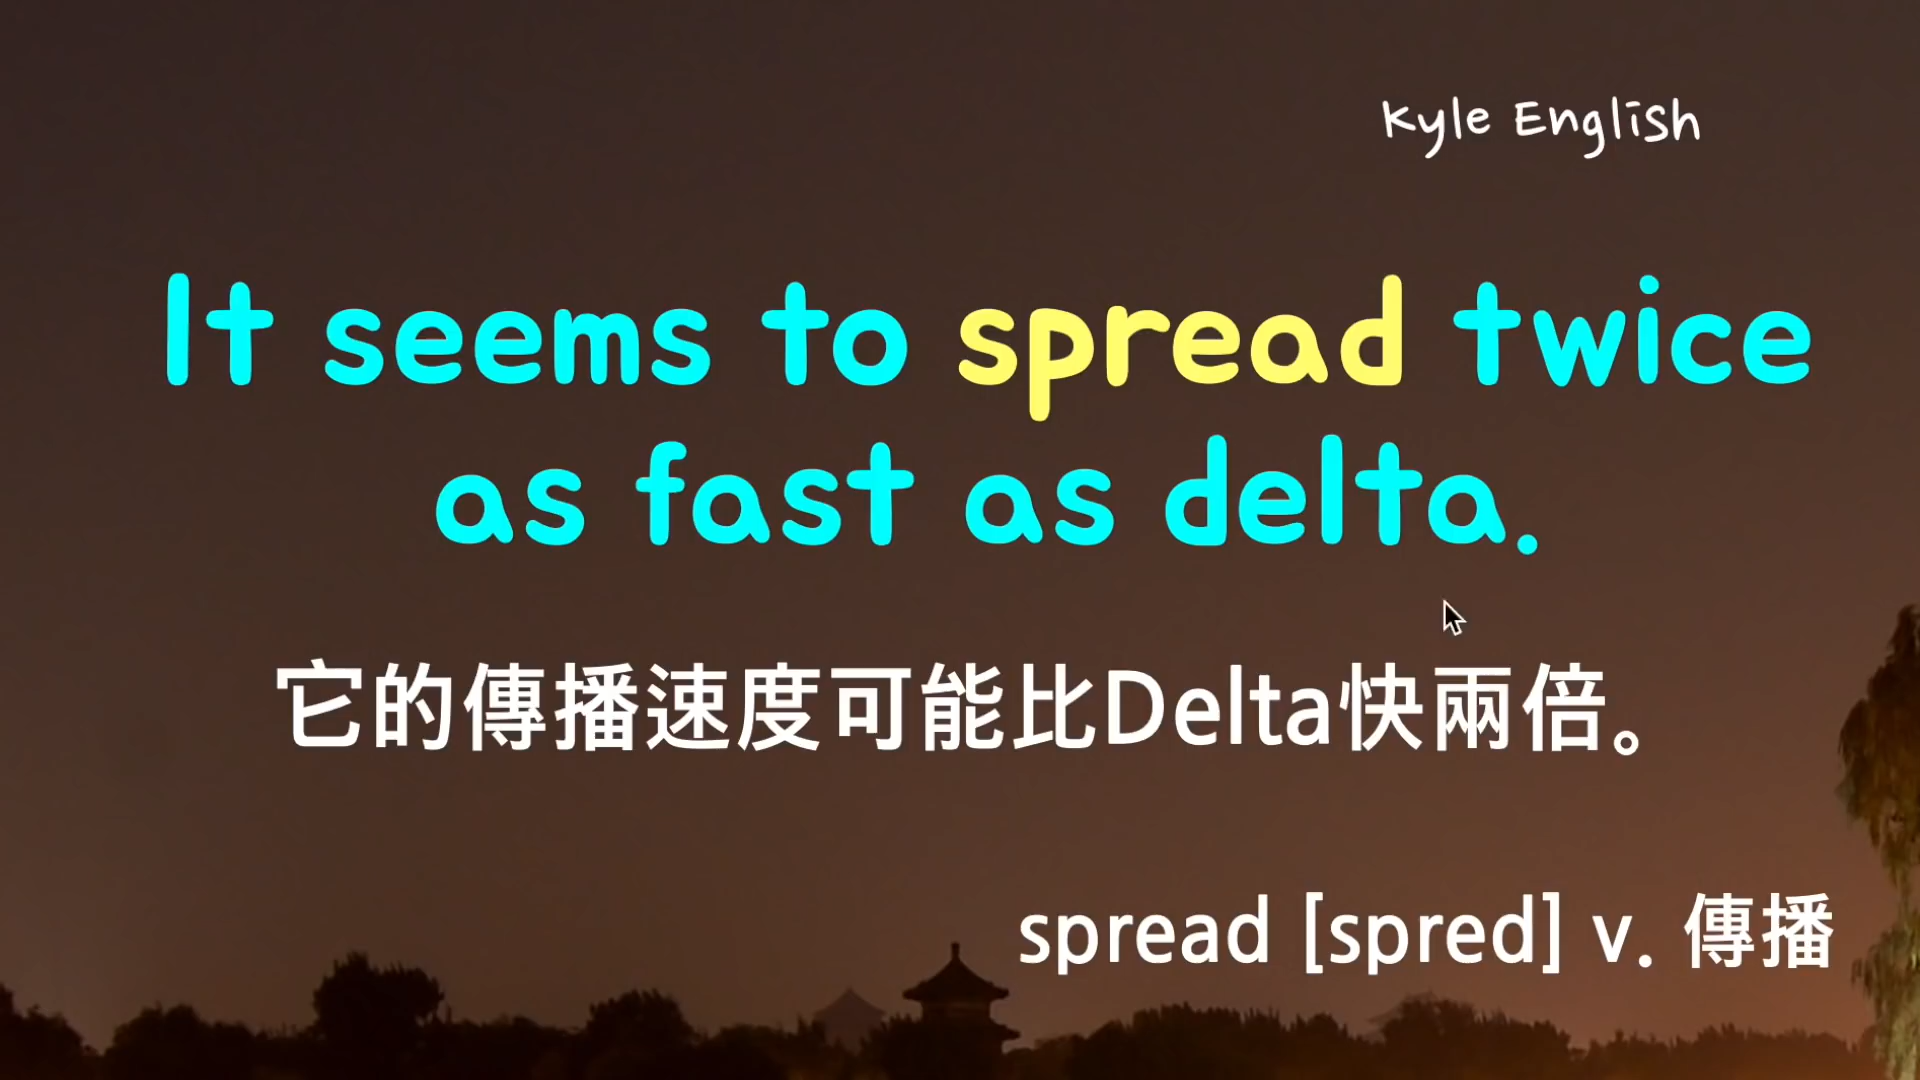 Kyle English
It seems to spread twice
as fast as delta.
它的傳播速度可能比Delta快兩倍。
spread [spred] v. 傳播